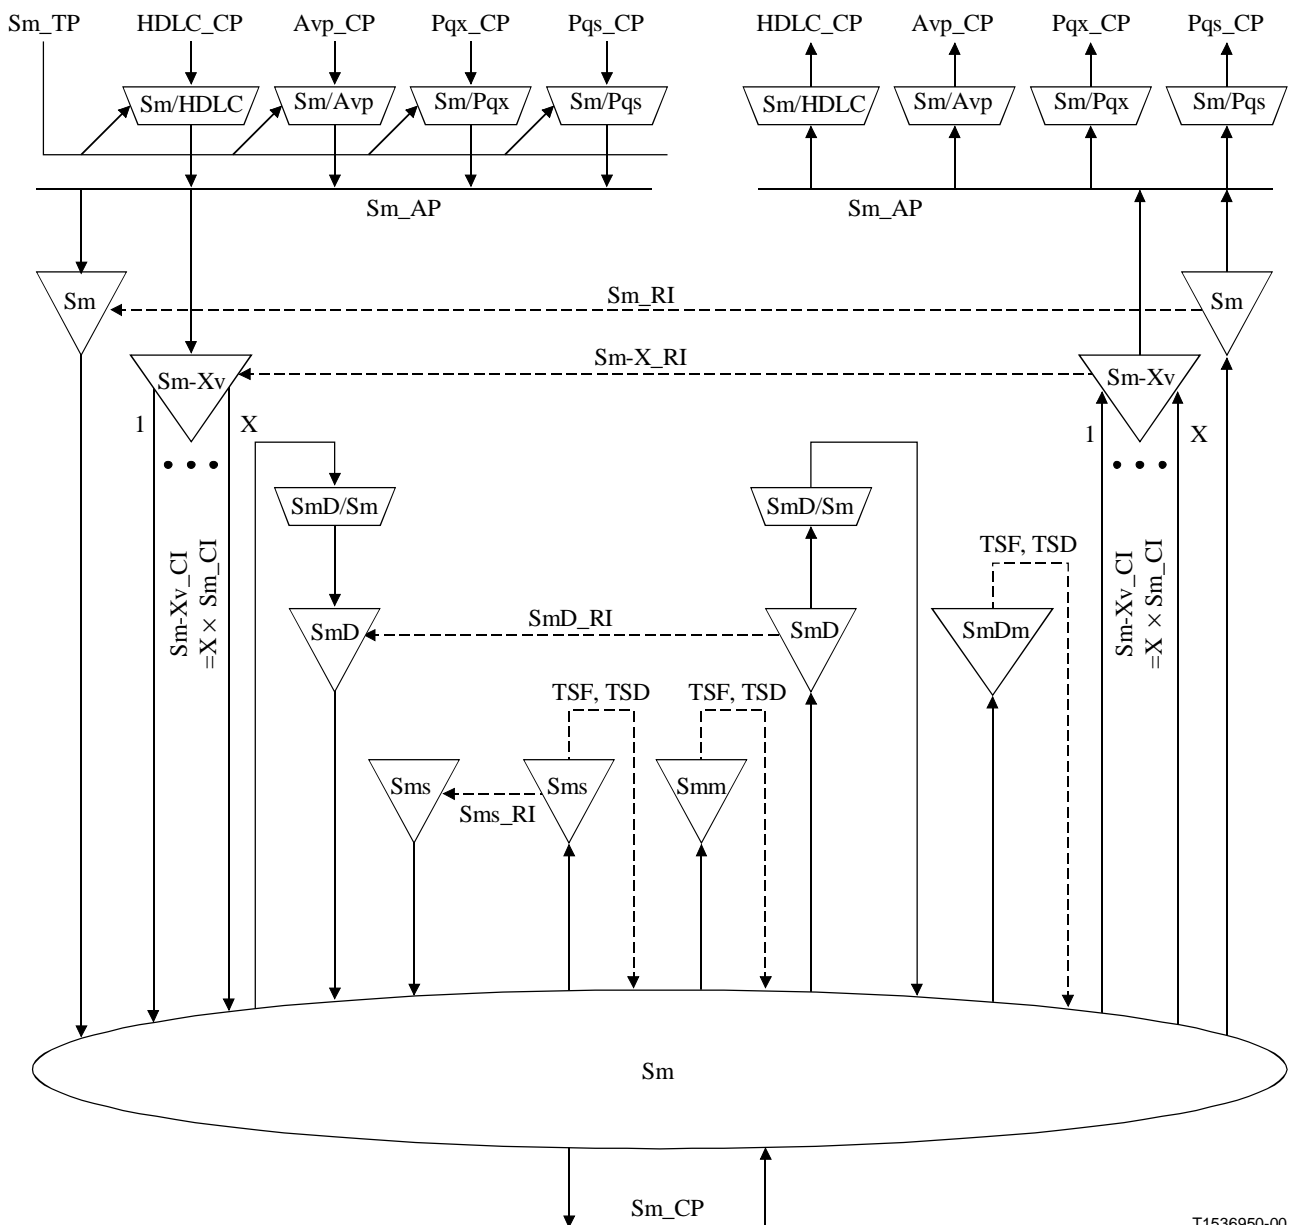 Sm_TP HDLC_CP Avp_CP Pqx_CP Pqs_CP HDLC_CP Avp_CP Pqx_CP Pqs_CP
Sm/HDLC Sm/Avp Sm/Pqx Sm/Pqs Sm/HDLC Sm/Avp Sm/Pqx Sm/Pqs
Sm_AP Sm_AP
Sm Sm_RI Sm
Sm-Xv Sm-X_RI Sm-Xv
1 X 1 X
SmD/Sm SmD/Sm
TSF, TSD
Sm-Xv_CI
=X × Sm_CI
Sm-Xv_CI
=X × Sm_CI
SmD SmD_RI SmD SmDm
TSF, TSD TSF, TSD
Sms Sms Smm
Sms_RI
Sm
Sm_CP
T1536950-00